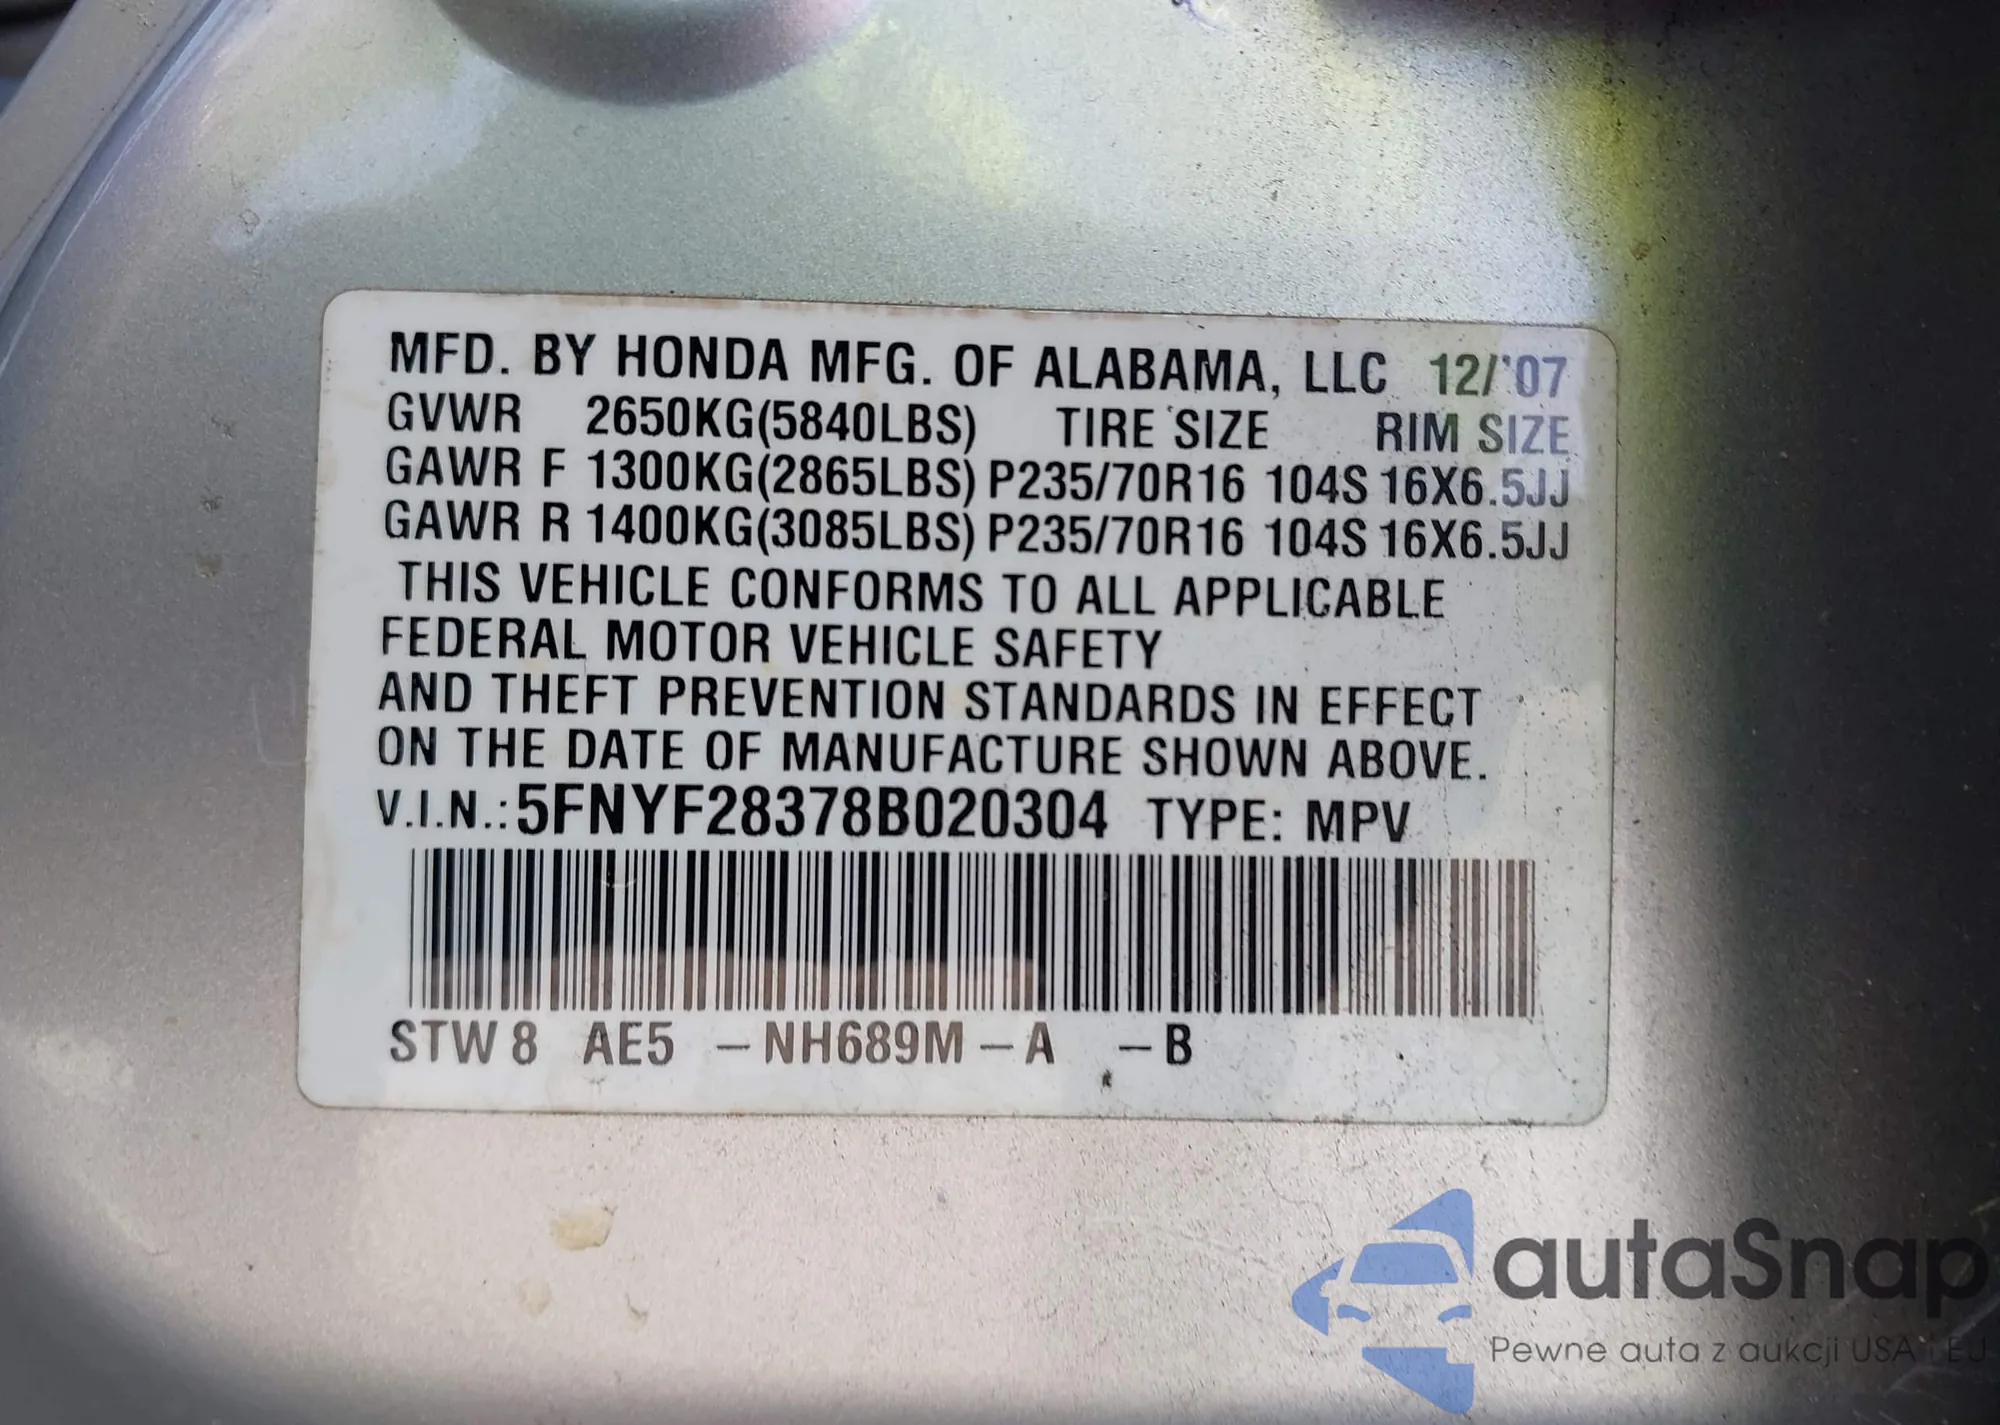 MFD. BY HONDA MFG. OF ALABAMA, LLC 12/'07
GVWR 2650KG(5840LBS) TIRE SIZE RIM SIZE
GAWR F 1300KG(2865LBS) P235/70R16 104S 16X6.5JJ
GAWR R 1400KG(3085LBS) P235/70R16 104S 16X6.5JJ
THIS VEHICLE CONFORMS TO ALL APPLICABLE
FEDERAL MOTOR VEHICLE SAFETY
AND THEFT PREVENTION STANDARDS IN EFFECT
ON THE DATE OF MANUFACTURE SHOWN ABOVE.
V.I.N.: 5FNYF28378B020304 TYPE: MPV
STW8 AE5 -NH689M-A -B
autaSnap
Pewne auta z aukcji USA i EU